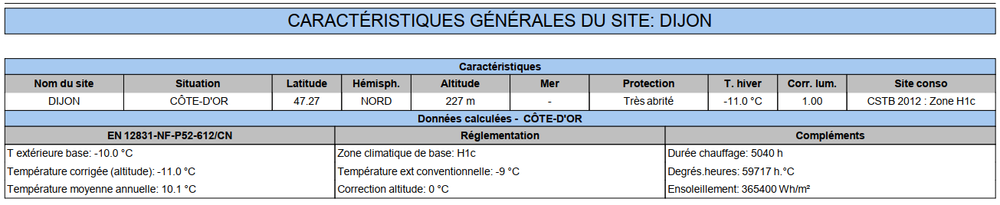 CARACTÉRISTIQUES GÉNÉRALES DU SITE: DIJON
Caractéristiques
Nom du site Situation Latitude Hémisph. Altitude Mer Protection T. hiver Corr. lum. Site conso
DIJON CÔTE-D'OR 47.27 NORD 227 m - Très abrité -11.0 °C 1.00 CSTB 2012 : Zone H1c
Données calculées - CÔTE-D'OR
EN 12831-NF-P52-612/CN Réglementation Compléments
T extérieure base: -10.0 °C Zone climatique de base: H1c Durée chauffage: 5040 h
Température corrigée (altitude): -11.0 °C Température ext conventionnelle: -9 °C Degrés.heures: 59717 h.°C
Température moyenne annuelle: 10.1 °C Correction altitude: 0 °C Ensoleillement: 365400 Wh/m²